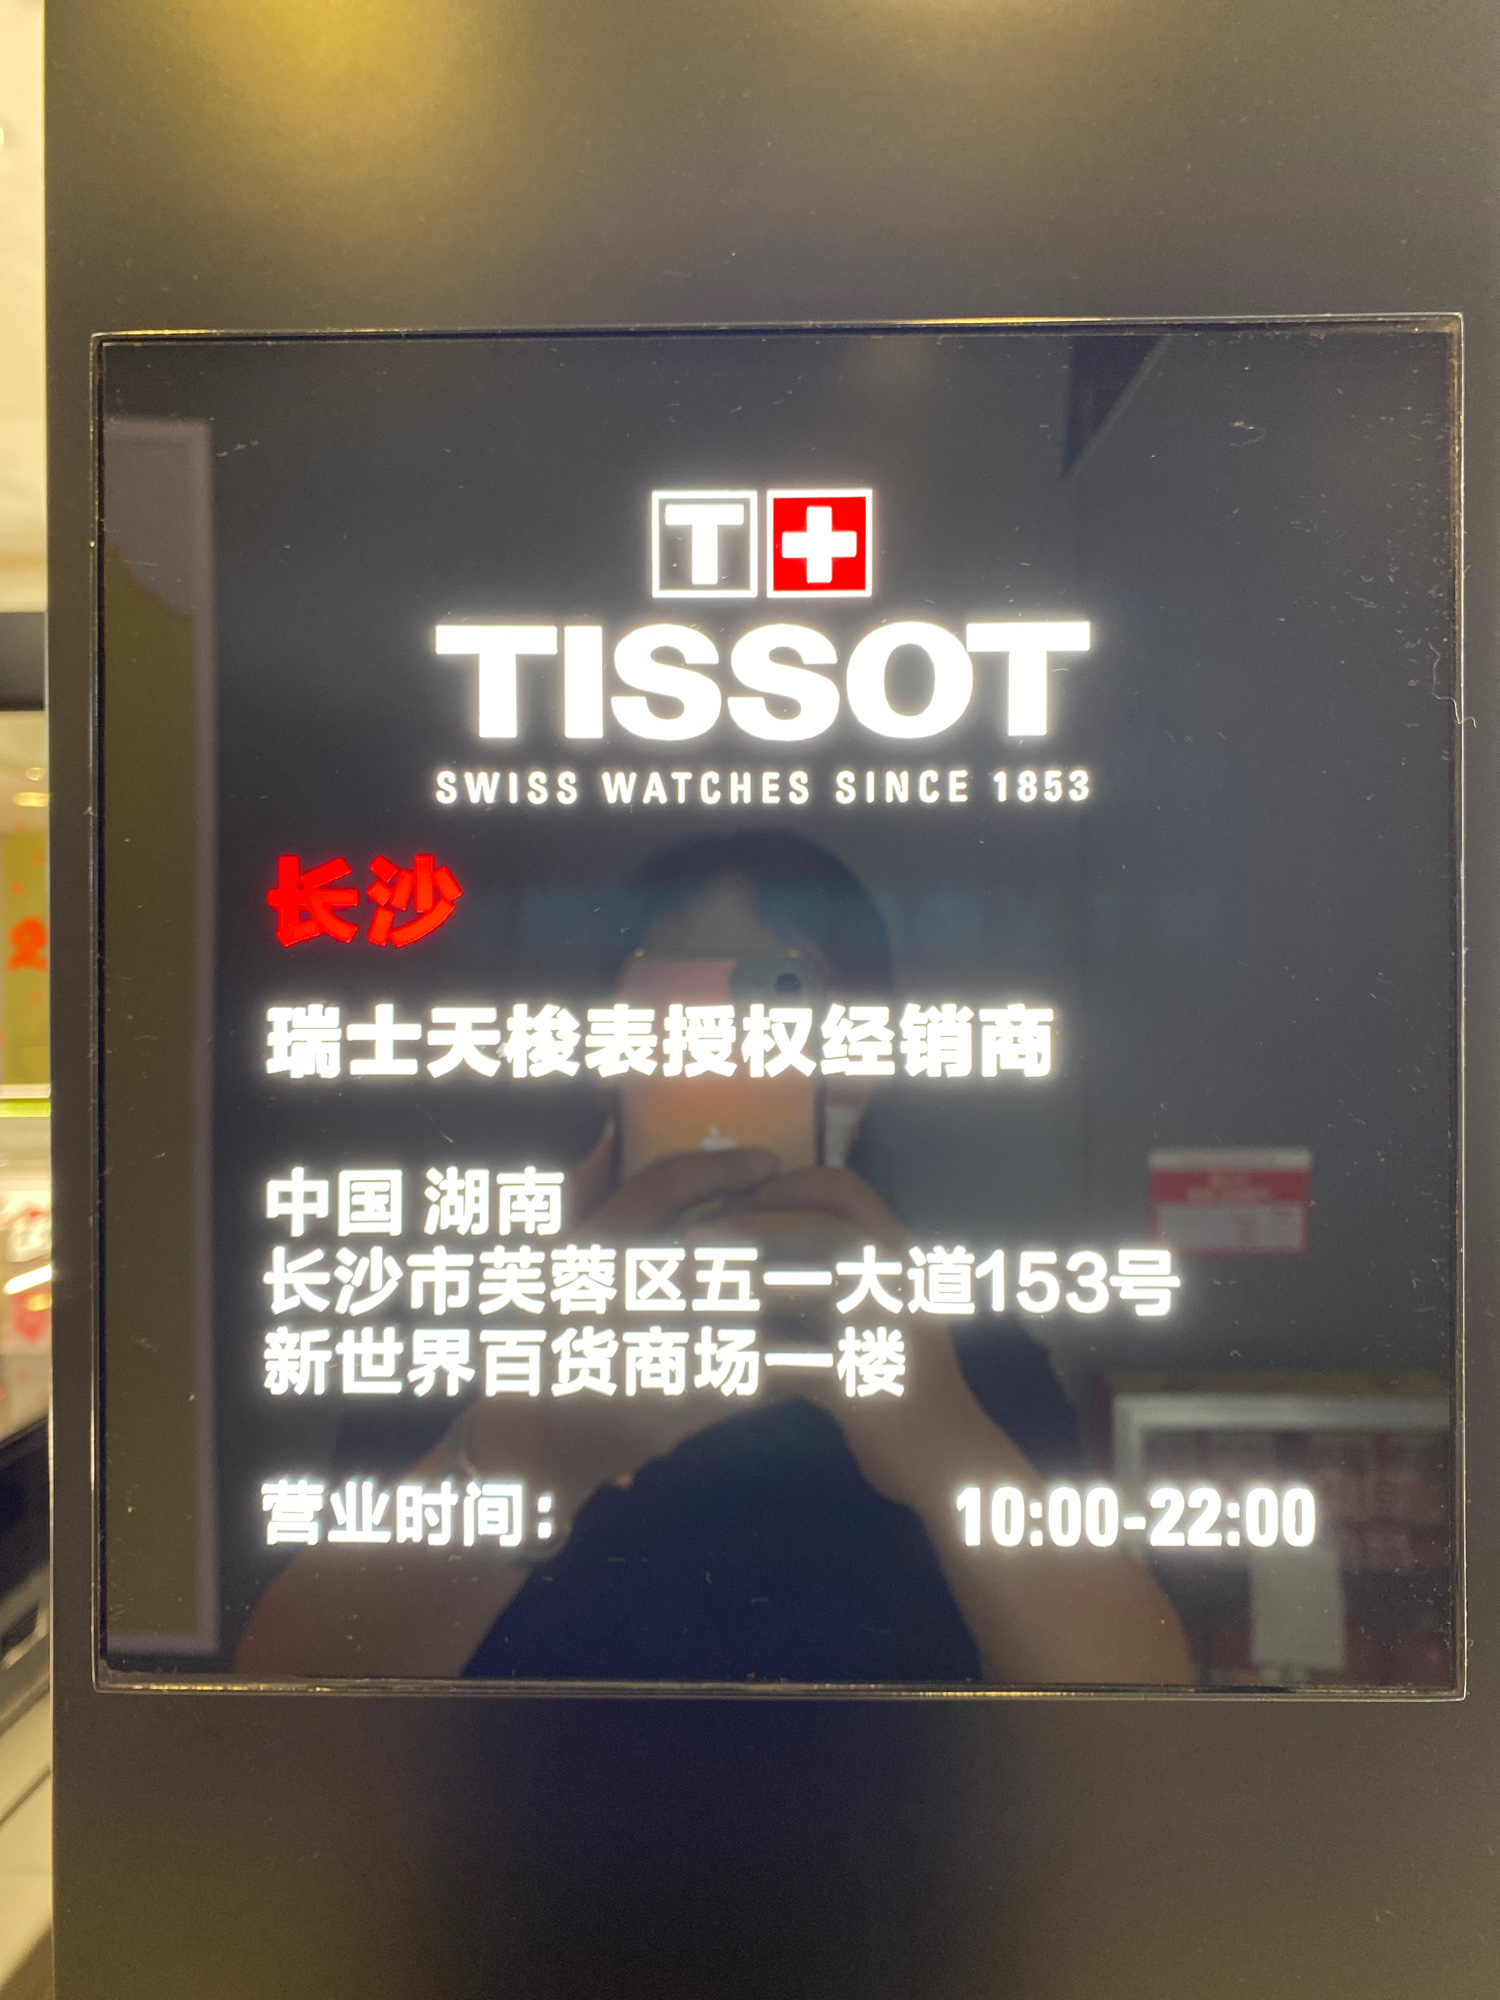 T+
TISSOT
SWISS WATCHES SINCE 1853
长沙
瑞士天梭表授权经销商
中国 湖南
长沙市芙蓉区五一大道153号
新世界百货商场一楼
营业时间： 10:00-22:00